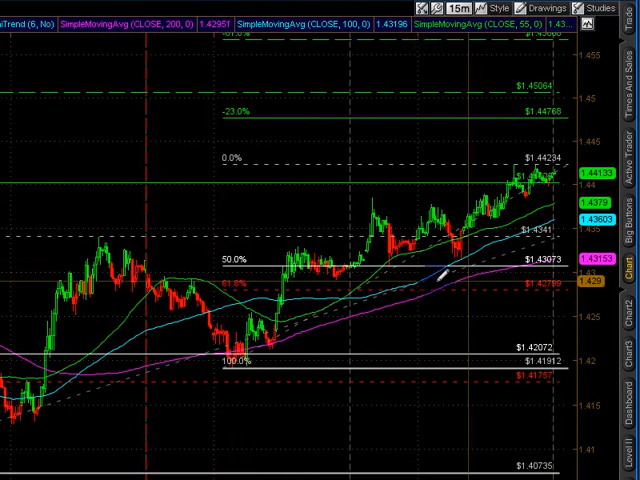 15m Style Drawings Studies
SimpleMovingAvg (CLOSE, 200, 0) 1.42951 SimpleMovingAvg (CLOSE, 100, 0) 1.43196 SimpleMovingAvg (CLOSE, 55, 0) 1.43...
1.455
$1.45064
1.45
-23.0% $1.44768
1.445
0.0% $1.44234
1.44133
1.44
1.4379
1.43603
1.435
$1.4341
1.43153
50.0% $1.43073
61.8% $1.42799
1.429
1.425
$1.42072
1.42
100.0% $1.41912
$1.41757
1.415
1.41
$1.40735
Trade
Times And Sales
Active Trader
Big Buttons
Chart
Chart2
Chart3
Dashboard
Level II